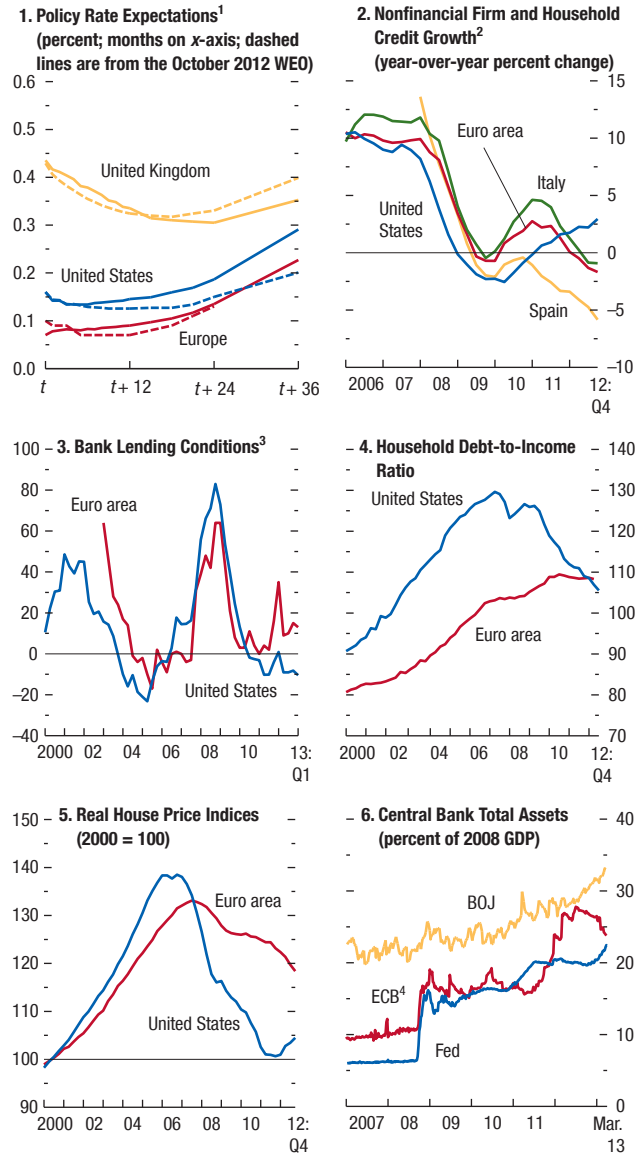 1. Policy Rate Expectations¹
(percent; months on x-axis; dashed
lines are from the October 2012 WEO)
0.6
0.5
0.4
0.3
0.2
0.1
0.0
United Kingdom
United States
Europe
t
t + 12
t + 24
t + 36
2. Nonfinancial Firm and Household
Credit Growth²
(year-over-year percent change)
15
10
5
0
–5
–10
Euro area
Italy
United
States
Spain
2006 07 08 09 10 11 12:
Q4
3. Bank Lending Conditions³
100
80
60
40
20
0
–20
–40
Euro area
United States
2000 02 04 06 08 10 13:
Q1
4. Household Debt-to-Income
Ratio
140
130
120
110
100
90
80
70
United States
Euro area
2000 02 04 06 08 10 12:
Q4
5. Real House Price Indices
(2000 = 100)
150
140
130
120
110
100
90
Euro area
United States
2000 02 04 06 08 10 12:
Q4
6. Central Bank Total Assets
(percent of 2008 GDP)
40
30
20
10
0
BOJ
ECB⁴
Fed
2007 08 09 10 11 Mar.
13